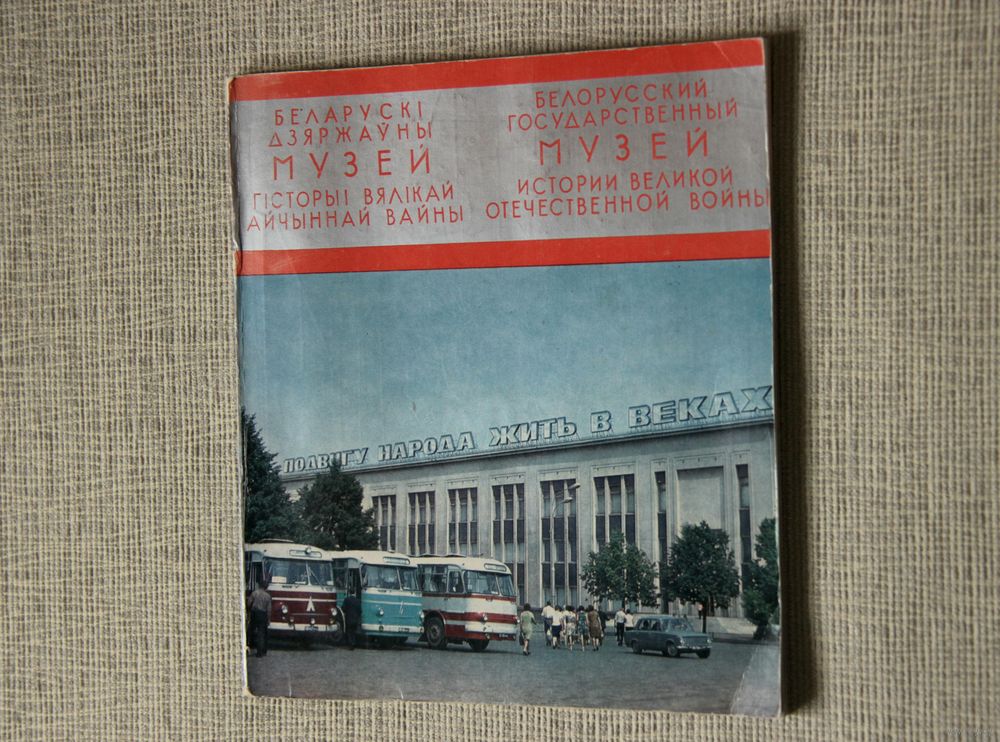 БЕЛАРУСКІ
ДЗЯРЖАЎНЫ
МУЗЕЙ
ГІСТОРЫІ ВЯЛІКАЙ
АЙЧЫННАЙ ВАЙНЫ
БЕЛОРУССКИЙ
ГОСУДАРСТВЕННЫЙ
МУЗЕЙ
ИСТОРИИ ВЕЛИКОЙ
ОТЕЧЕСТВЕННОЙ ВОЙНЫ
ПОДВИГУ НАРОДА ЖИТЬ В ВЕКАХ